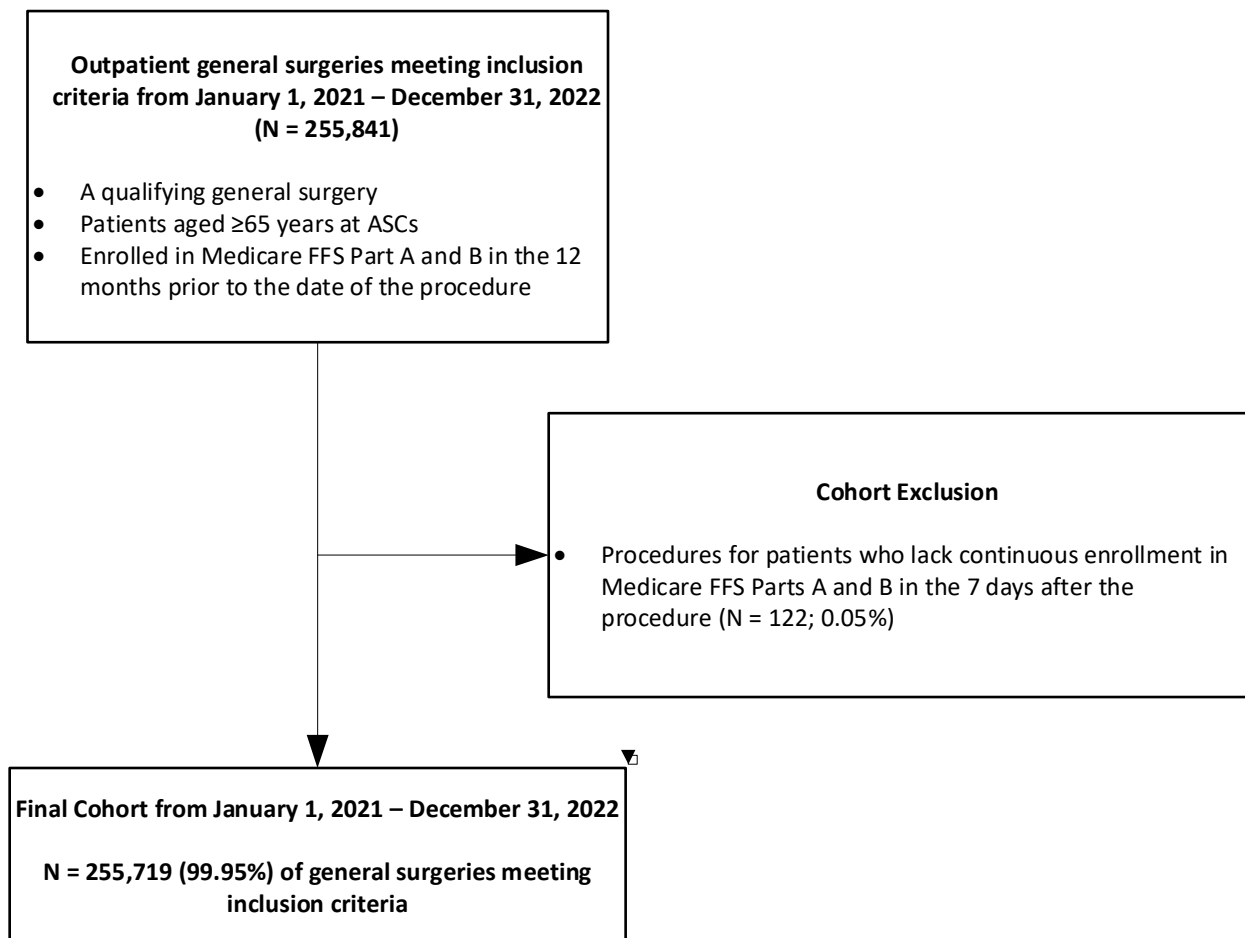 Outpatient general surgeries meeting inclusion
criteria from January 1, 2021 – December 31, 2022
(N = 255,841)
• A qualifying general surgery
• Patients aged ≥65 years at ASCs
• Enrolled in Medicare FFS Part A and B in the 12
months prior to the date of the procedure
Cohort Exclusion
• Procedures for patients who lack continuous enrollment in
Medicare FFS Parts A and B in the 7 days after the
procedure (N = 122; 0.05%)
Final Cohort from January 1, 2021 – December 31, 2022
N = 255,719 (99.95%) of general surgeries meeting
inclusion criteria